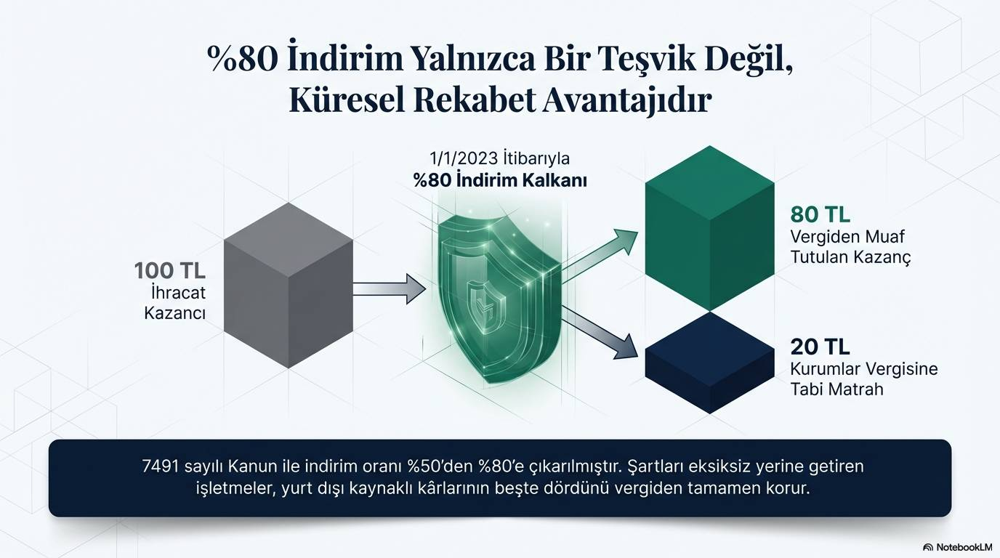 %80 İndirim Yalnızca Bir Teşvik Değil,
Küresel Rekabet Avantajıdır
1/1/2023 İtibarıyla
%80 İndirim Kalkanı
100 TL
İhracat
Kazancı
80 TL
Vergiden Muaf
Tutulan Kazanç
20 TL
Kurumlar Vergisine
Tabi Matrah
7491 sayılı Kanun ile indirim oranı %50’den %80’e çıkarılmıştır. Şartları eksiksiz yerine getiren
işletmeler, yurt dışı kaynaklı kârlarının beşte dördünü vergiden tamamen korur.
NotebookLM